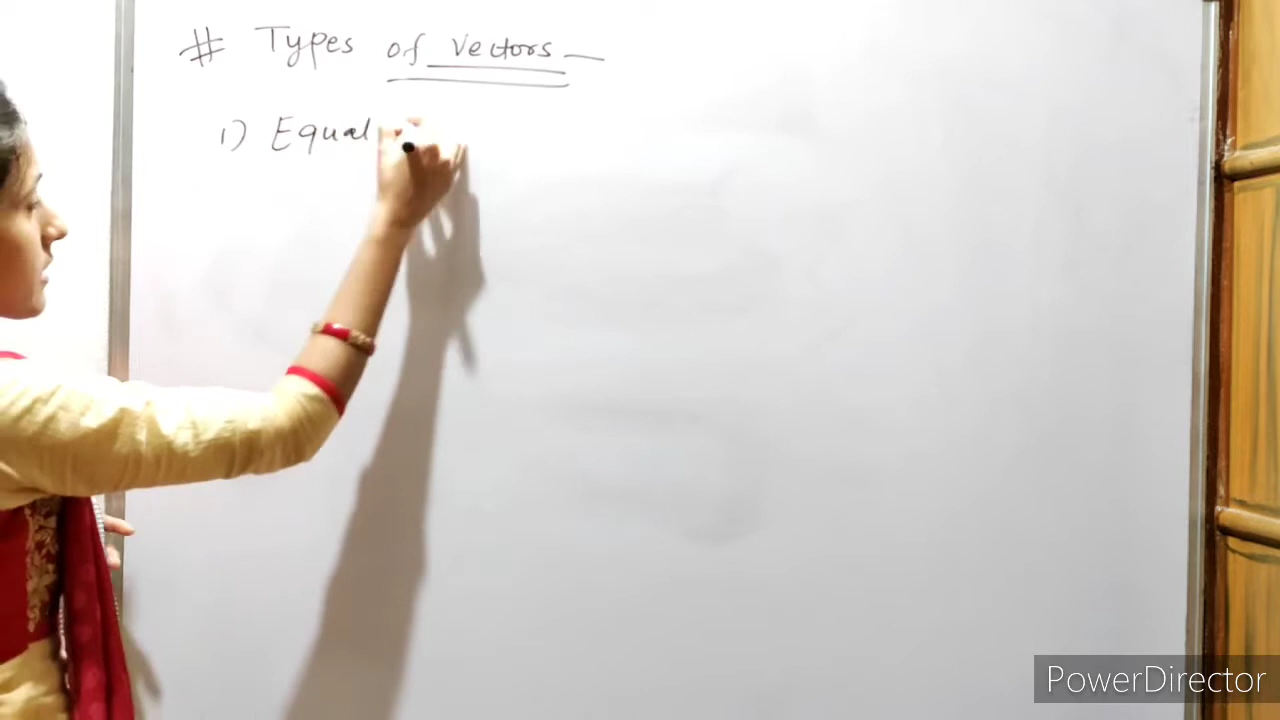 # Types of Vectors —
1) Equal
PowerDirector